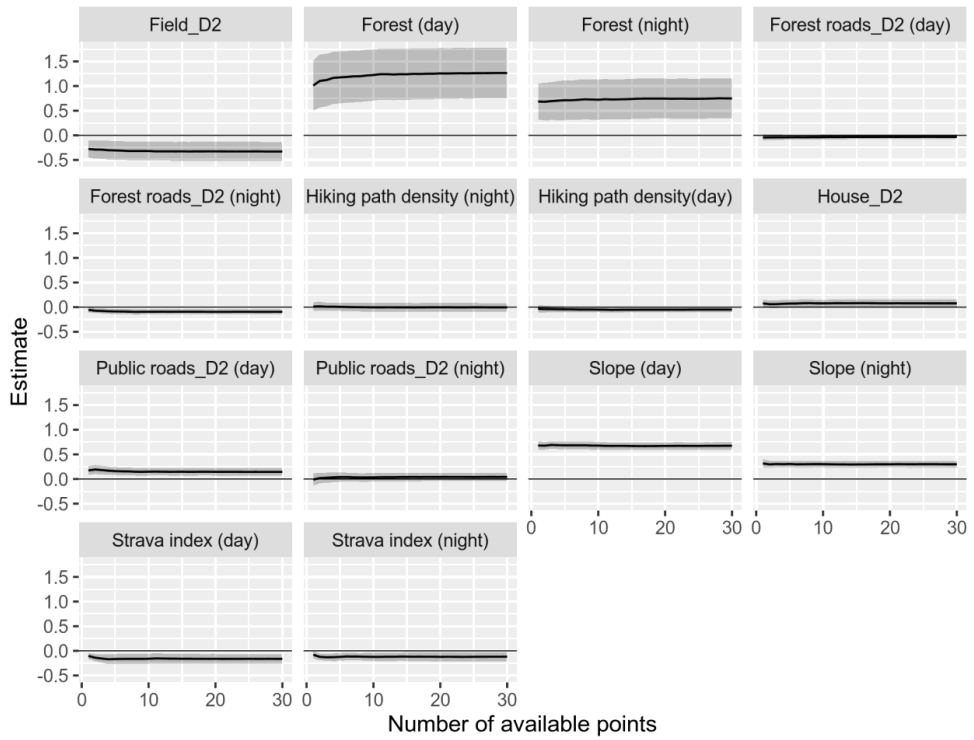 Field_D2
Forest (day)
Forest (night)
Forest roads_D2 (day)
1.5
1.0
0.5
0.0
-0.5
Forest roads_D2 (night)
Hiking path density (night)
Hiking path density(day)
House_D2
1.5
1.0
0.5
0.0
-0.5
Estimate
Public roads_D2 (day)
Public roads_D2 (night)
Slope (day)
Slope (night)
1.5
1.0
0.5
0.0
-0.5
0 10 20 30
0 10 20 30
Strava index (day)
Strava index (night)
1.5
1.0
0.5
0.0
-0.5
0 10 20 30
0 10 20 30
Number of available points